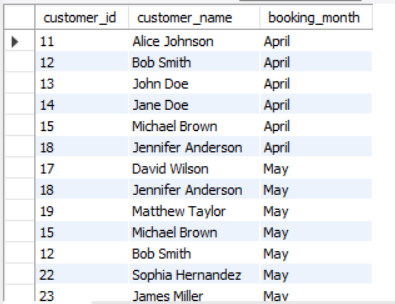 customer_id customer_name booking_month
11 Alice Johnson April
12 Bob Smith April
13 John Doe April
14 Jane Doe April
15 Michael Brown April
18 Jennifer Anderson April
17 David Wilson May
18 Jennifer Anderson May
19 Matthew Taylor May
15 Michael Brown May
12 Bob Smith May
22 Sophia Hernandez May
23 James Miller May